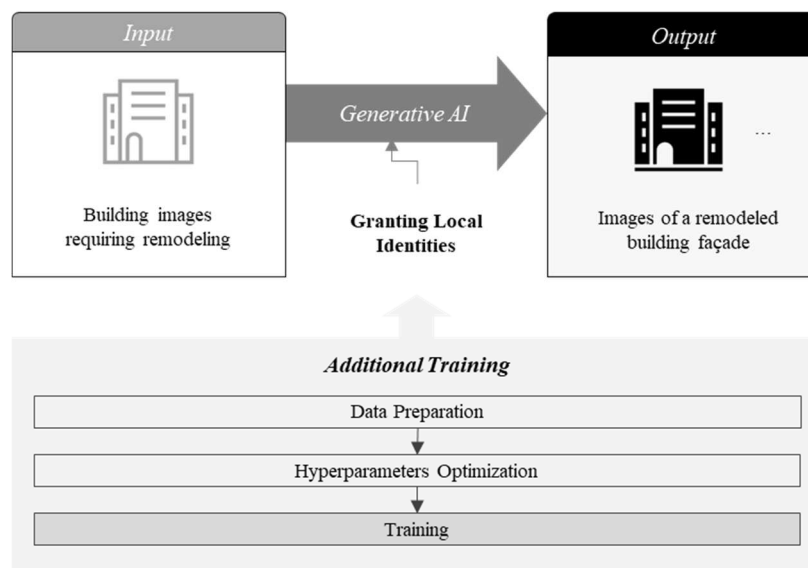 Input
Generative AI
Output
Building images
requiring remodeling
Granting Local
Identities
...
Images of a remodeled
building façade
Additional Training
Data Preparation
Hyperparameters Optimization
Training